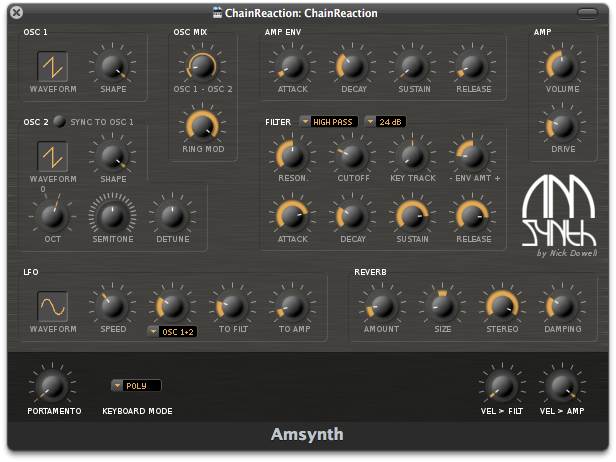 ChainReaction: ChainReaction
OSC 1
OSC MIX
AMP ENV
AMP
WAVEFORM SHAPE
OSC 1 - OSC 2
ATTACK DECAY SUSTAIN RELEASE
VOLUME
OSC 2 SYNC TO OSC 1
FILTER HIGH PASS 24 dB
RING MOD
DRIVE
WAVEFORM SHAPE
RESON. CUTOFF KEY TRACK - ENV AMT +
0
OCT SEMITONE DETUNE
ATTACK DECAY SUSTAIN RELEASE
AM
SYNTH
by Nick Dowell
LFO
REVERB
WAVEFORM SPEED OSC 1+2 TO FILT TO AMP
AMOUNT SIZE STEREO DAMPING
POLY
PORTAMENTO KEYBOARD MODE VEL > FILT VEL > AMP
Amsynth